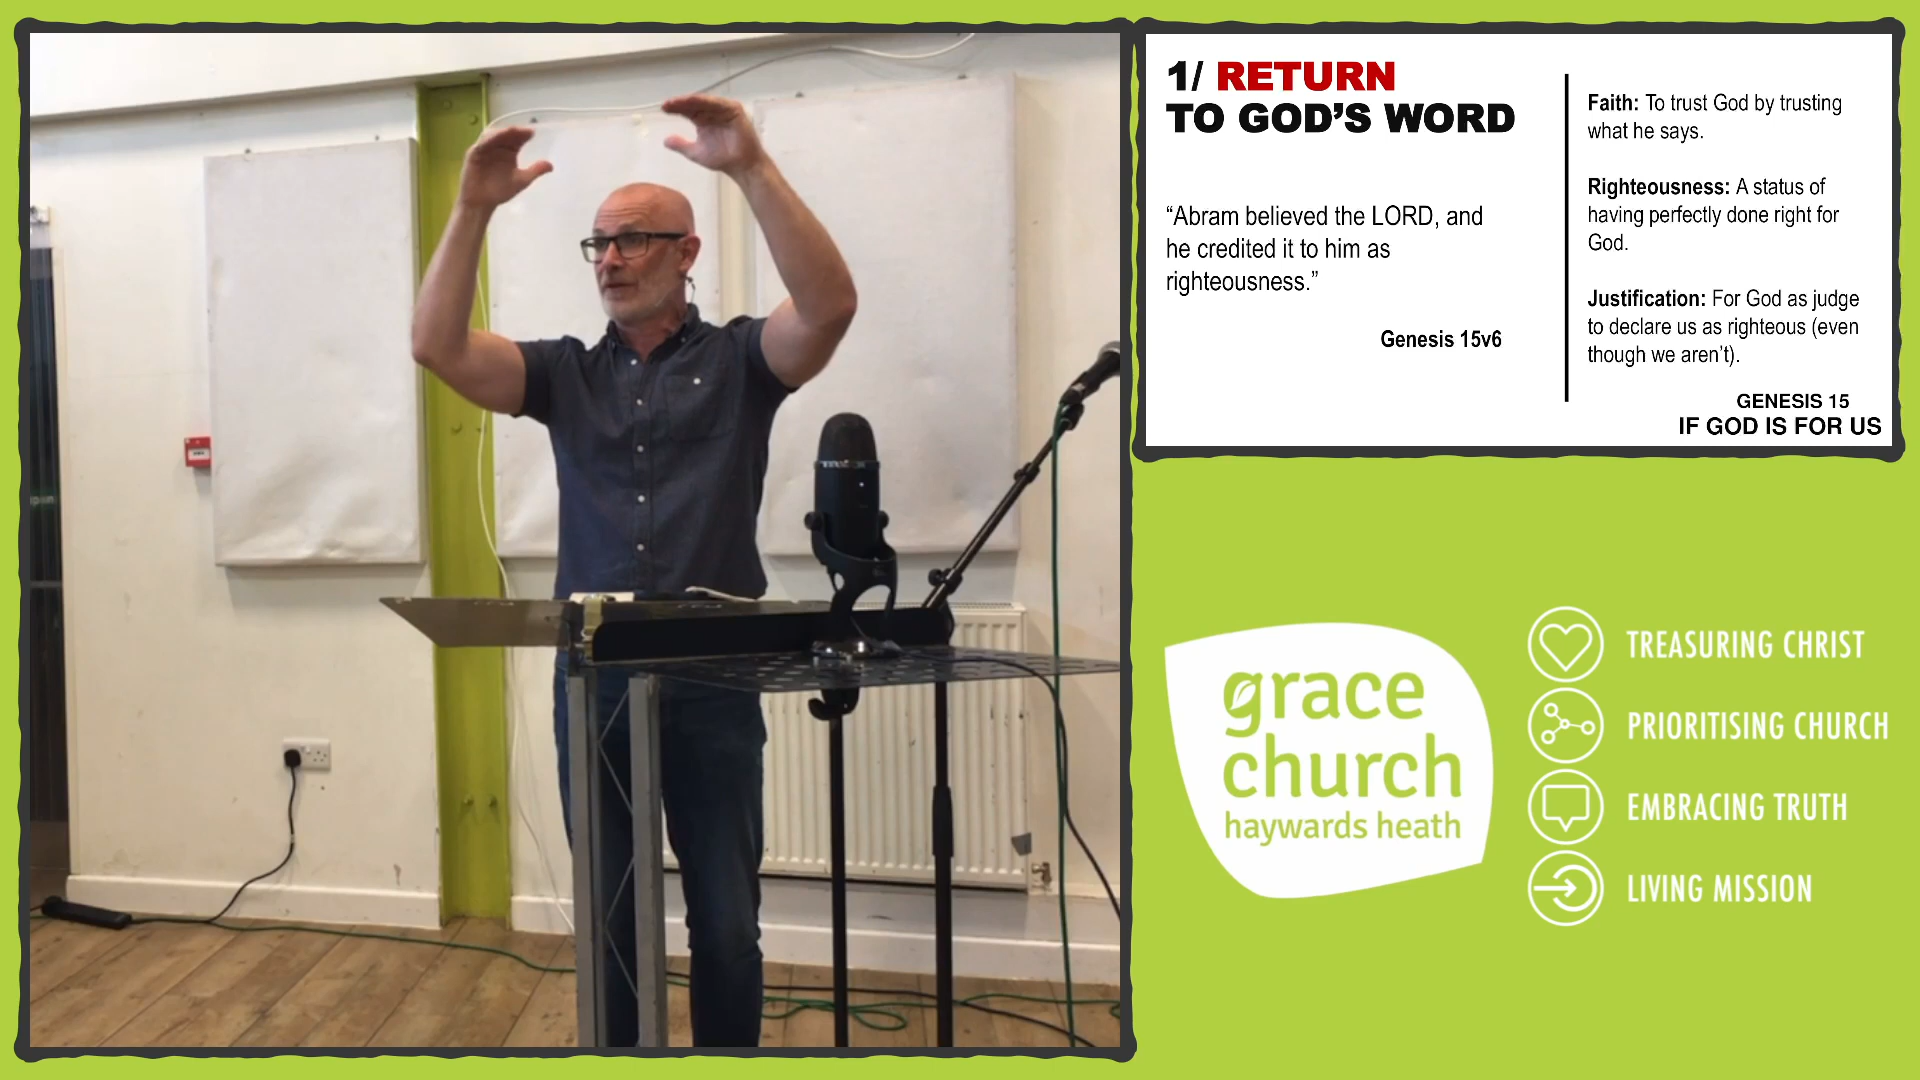 1/ RETURN
TO GOD'S WORD
“Abram believed the LORD, and
he credited it to him as
righteousness.”
Genesis 15v6
Faith: To trust God by trusting
what he says.
Righteousness: A status of
having perfectly done right for
God.
Justification: For God as judge
to declare us as righteous (even
though we aren’t).
GENESIS 15
IF GOD IS FOR US
grace
church
haywards heath
TREASURING CHRIST
PRIORITISING CHURCH
EMBRACING TRUTH
LIVING MISSION